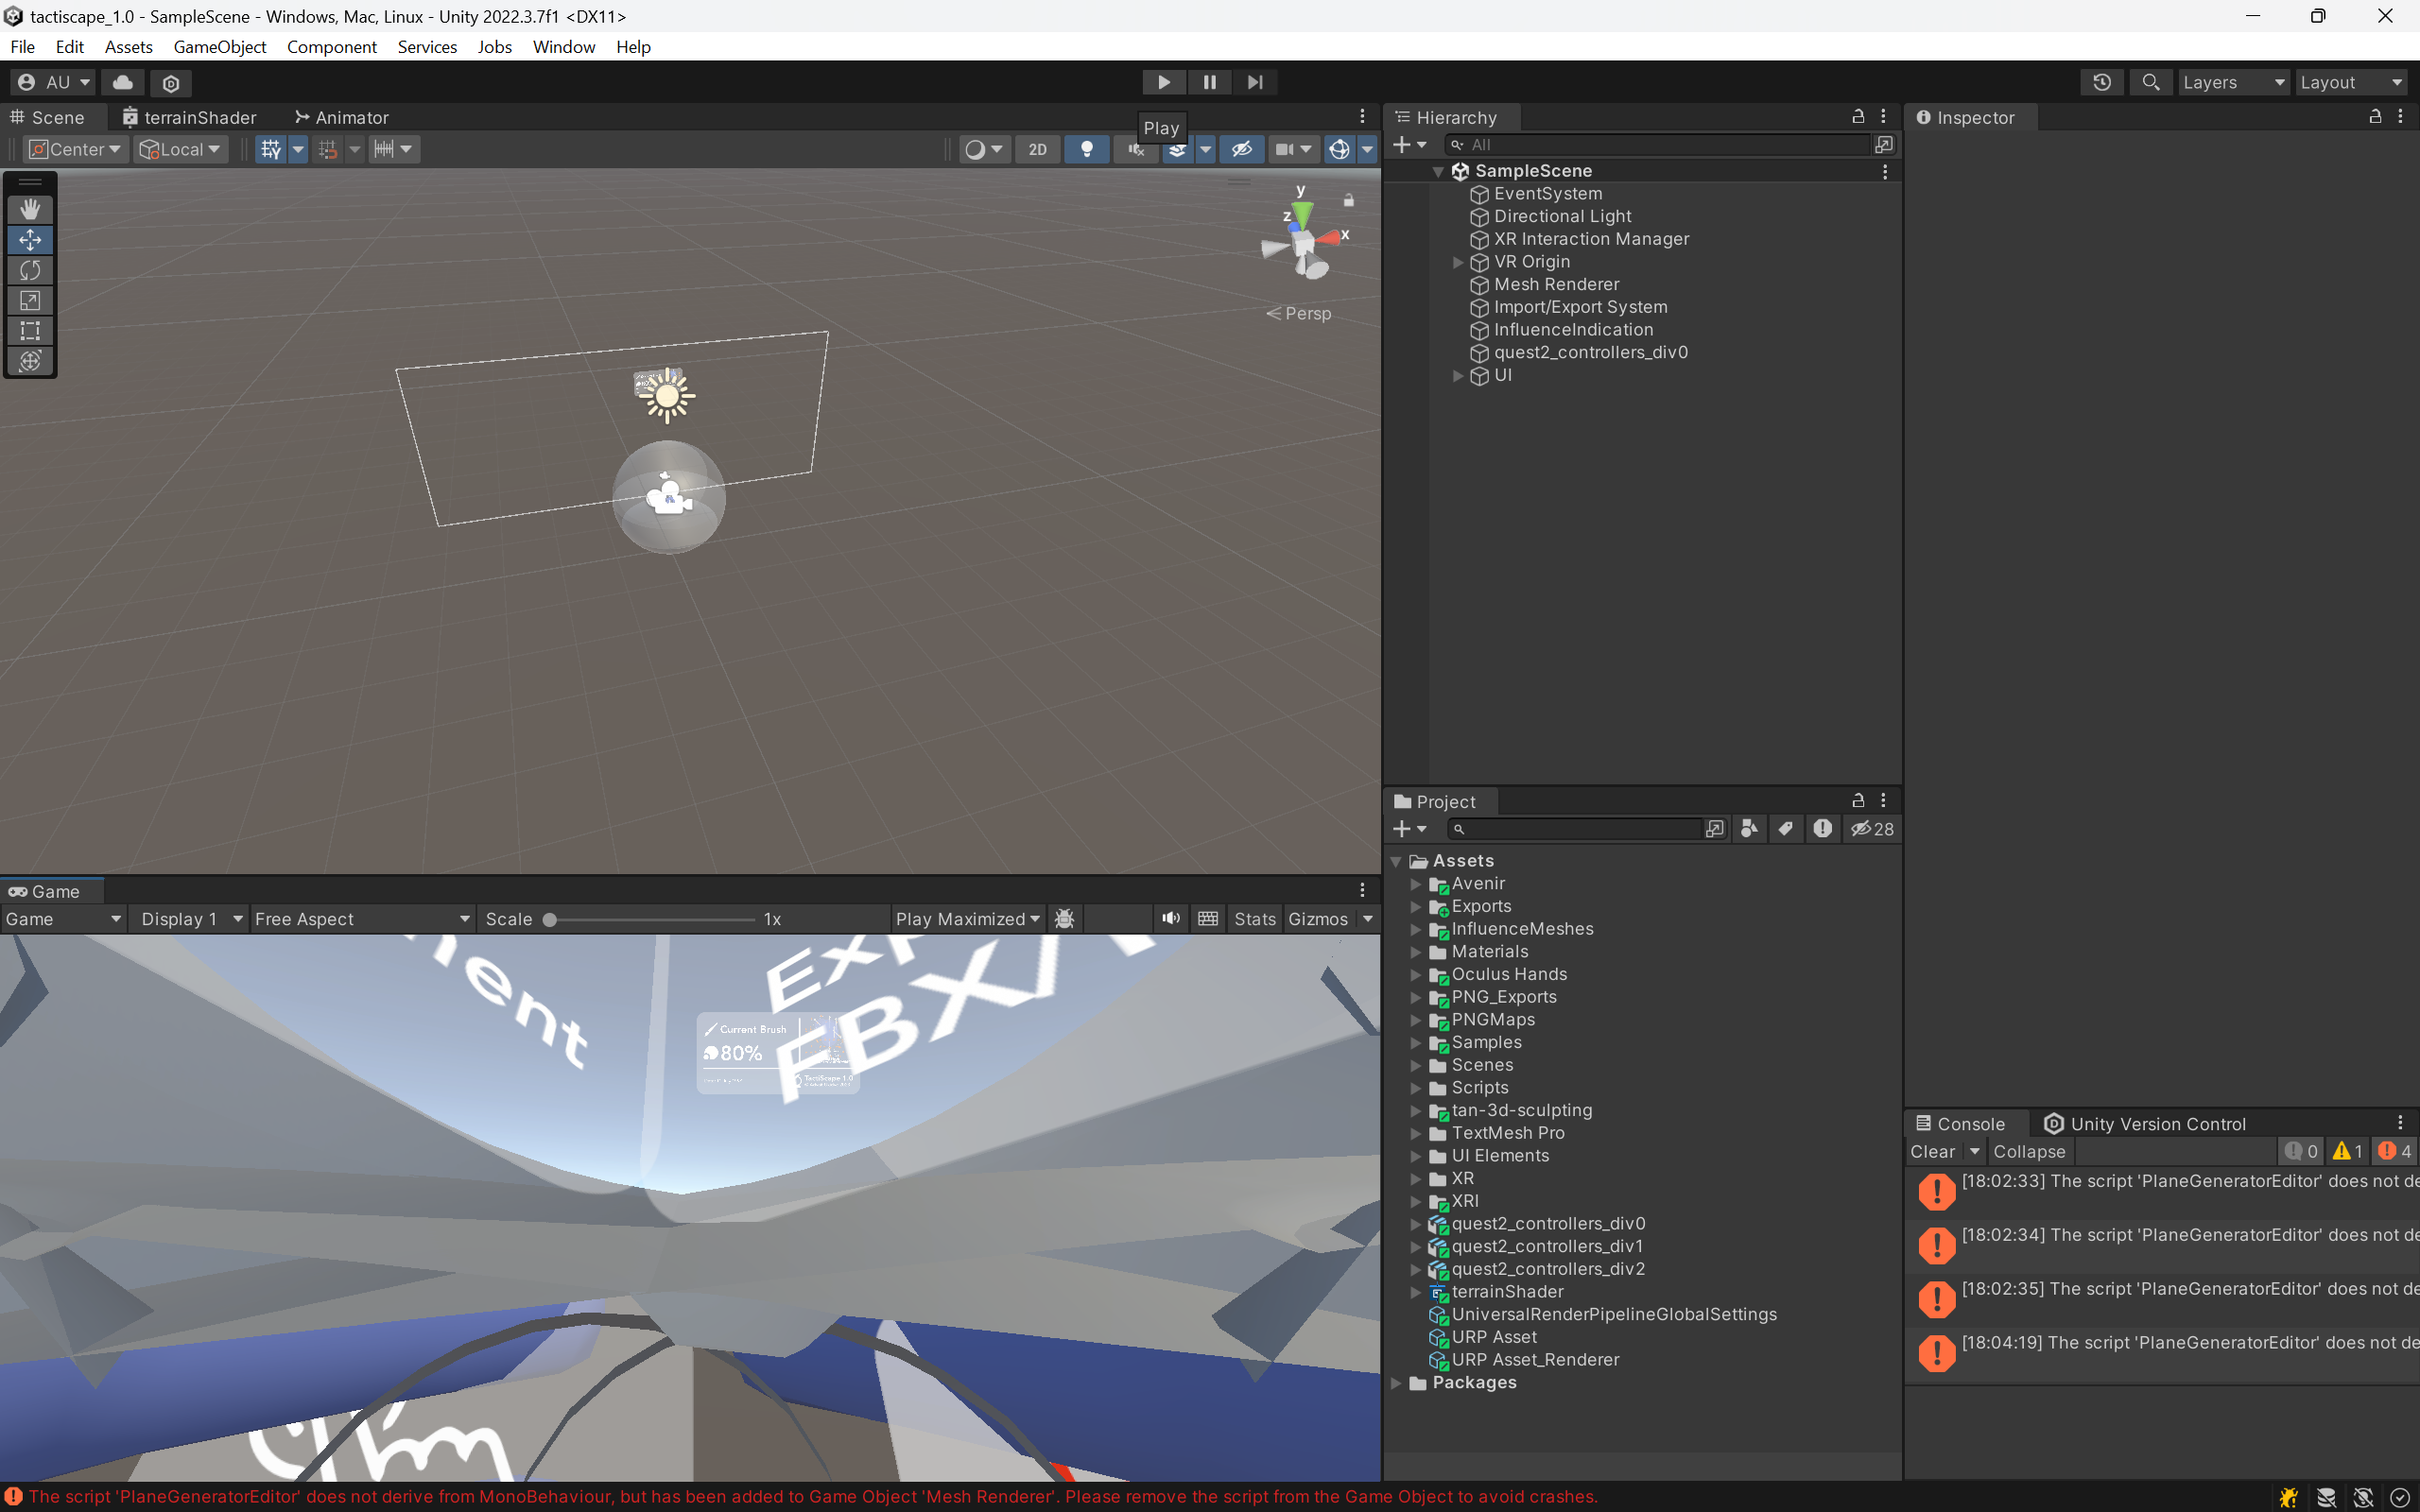 tactiscape_1.0 - SampleScene - Windows, Mac, Linux - Unity 2022.3.7f1 <DX11>
File Edit Assets GameObject Component Services Jobs Window Help
AU
Layers Layout
Scene terrainShader Animator
Play
Center Local
2D
y
z
x
Persp
Hierarchy
All
SampleScene
EventSystem
Directional Light
XR Interaction Manager
VR Origin
Mesh Renderer
Import/Export System
InfluenceIndication
quest2_controllers_div0
UI
Inspector
Game
Game Display 1 Free Aspect Scale 1x Play Maximized Stats Gizmos
ment
FBX
Current Brush
80%
TactiScape 1.0
Project
28
Assets
Avenir
Exports
InfluenceMeshes
Materials
Oculus Hands
PNG_Exports
PNGMaps
Samples
Scenes
Scripts
tan-3d-sculpting
TextMesh Pro
UI Elements
XR
XRI
quest2_controllers_div0
quest2_controllers_div1
quest2_controllers_div2
terrainShader
UniversalRenderPipelineGlobalSettings
URP Asset
URP Asset_Renderer
Packages
Console Unity Version Control
Clear Collapse 0 1 4
[18:02:33] The script 'PlaneGeneratorEditor' does not de
[18:02:34] The script 'PlaneGeneratorEditor' does not de
[18:02:35] The script 'PlaneGeneratorEditor' does not de
[18:04:19] The script 'PlaneGeneratorEditor' does not de
The script 'PlaneGeneratorEditor' does not derive from MonoBehaviour, but has been added to Game Object 'Mesh Renderer'. Please remove the script from the Game Object to avoid crashes.